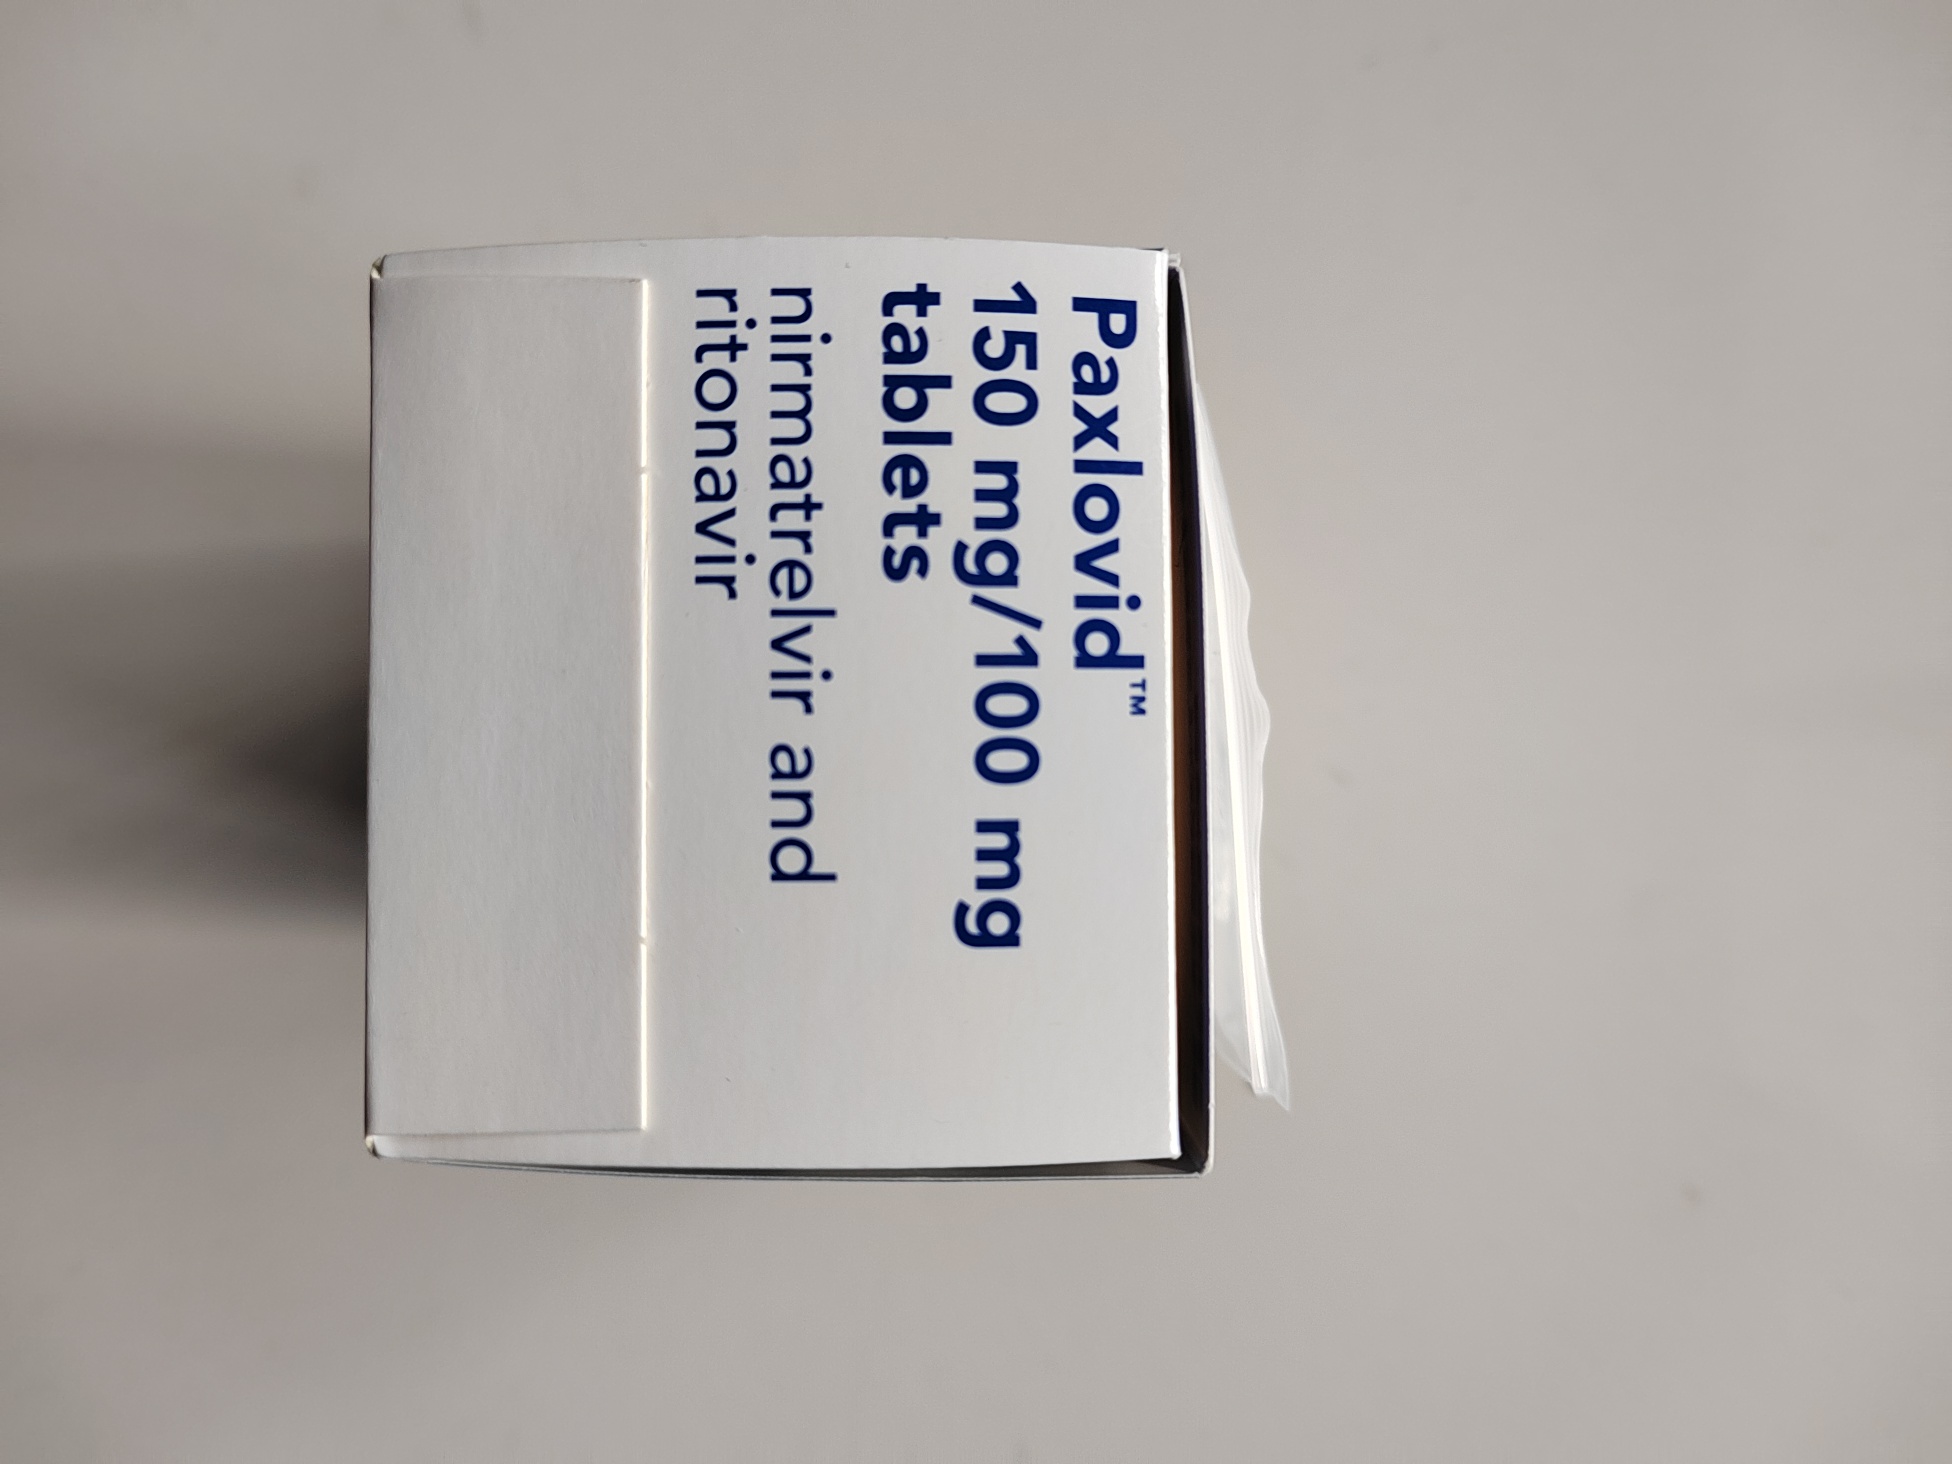 Paxlovid™
150 mg/100 mg
tablets
nirmatrelvir and
ritonavir